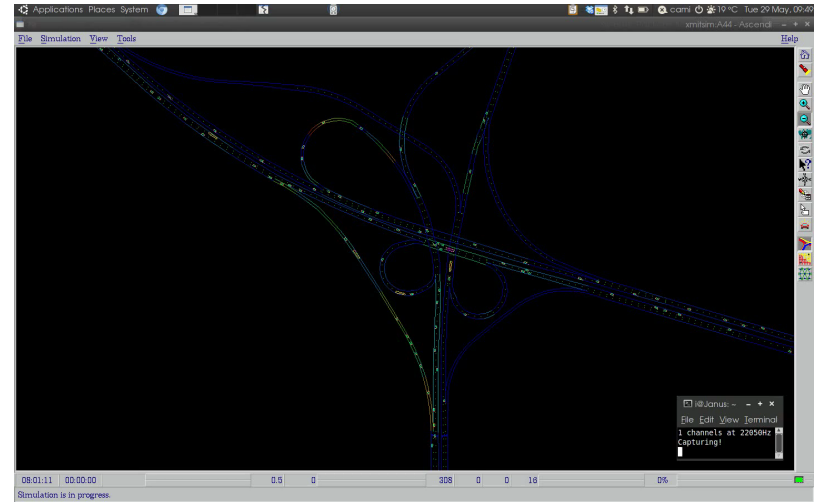 Applications Places System cami 19 °C Tue 29 May, 09:49
xmitsim.A44 - Ascendi
File Simulation View Tools Help
i@Janus: ~
File Edit View Terminal
1 channels at 22050Hz
Capturing!
08:01:11 00:00:00 0.5 0 308 0 0 16 0%
Simulation is in progress.